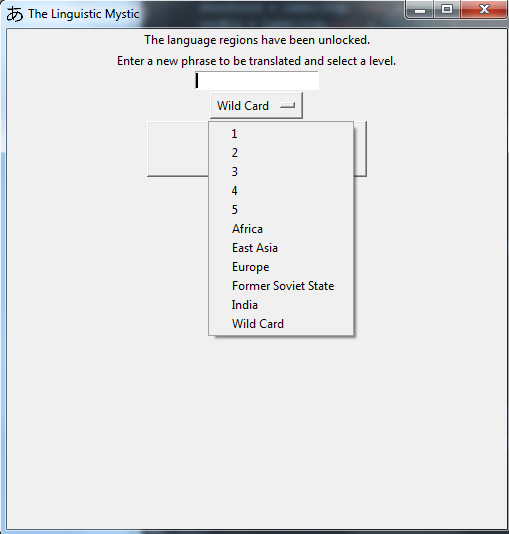 あ The Linguistic Mystic
The language regions have been unlocked.
Enter a new phrase to be translated and select a level.
Wild Card
1
2
3
4
5
Africa
East Asia
Europe
Former Soviet State
India
Wild Card